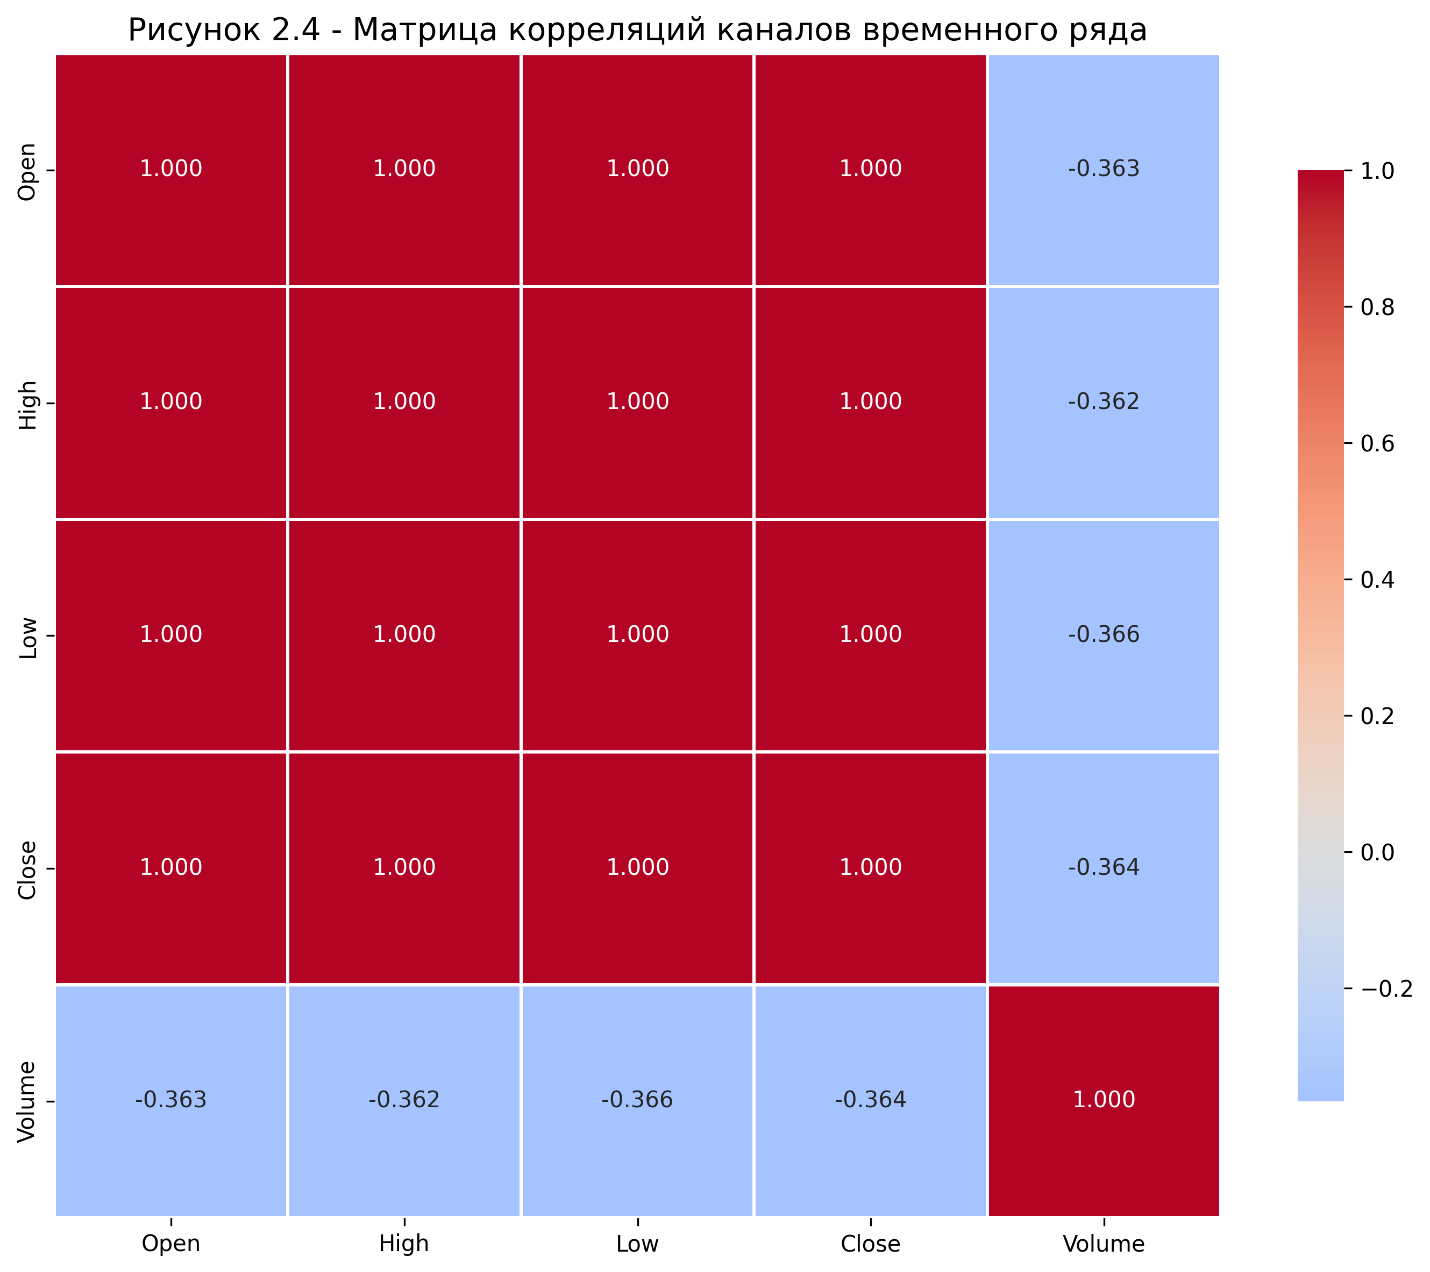 Рисунок 2.4 - Матрица корреляций каналов временного ряда
Open 1.000 1.000 1.000 1.000 -0.363
High 1.000 1.000 1.000 1.000 -0.362
Low 1.000 1.000 1.000 1.000 -0.366
Close 1.000 1.000 1.000 1.000 -0.364
Volume -0.363 -0.362 -0.366 -0.364 1.000
Open High Low Close Volume
1.0
0.8
0.6
0.4
0.2
0.0
−0.2